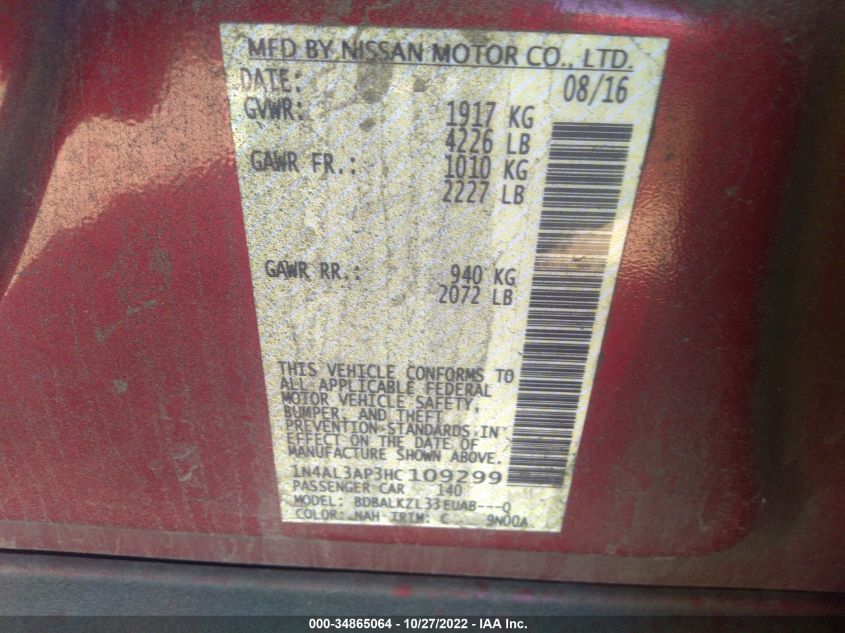 MFD BY NISSAN MOTOR CO., LTD.
DATE: 08/16
GVWR: 1917 KG
4226 LB
GAWR FR.: 1010 KG
2227 LB
GAWR RR.: 940 KG
2072 LB
THIS VEHICLE CONFORMS TO
ALL APPLICABLE FEDERAL
MOTOR VEHICLE SAFETY,
BUMPER, AND THEFT
PREVENTION STANDARDS IN
EFFECT ON THE DATE OF
MANUFACTURE SHOWN ABOVE.
1N4AL3AP3HC109299
PASSENGER CAR 140
MODEL: BDBALKZL33EUAB---Q
COLOR: NAH TRIM: C 9N00A
000-34865064 - 10/27/2022 - IAA Inc.